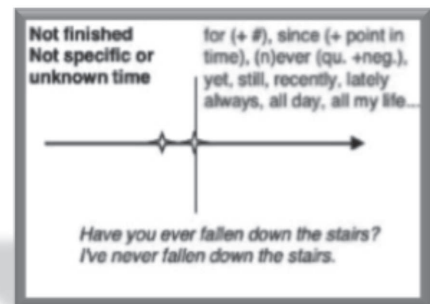 Not finished
Not specific or
unknown time
for (+ #), since (+ point in
time), (n)ever (qu. +neg.),
yet, still, recently, lately
always, all day, all my life...
Have you ever fallen down the stairs?
I've never fallen down the stairs.